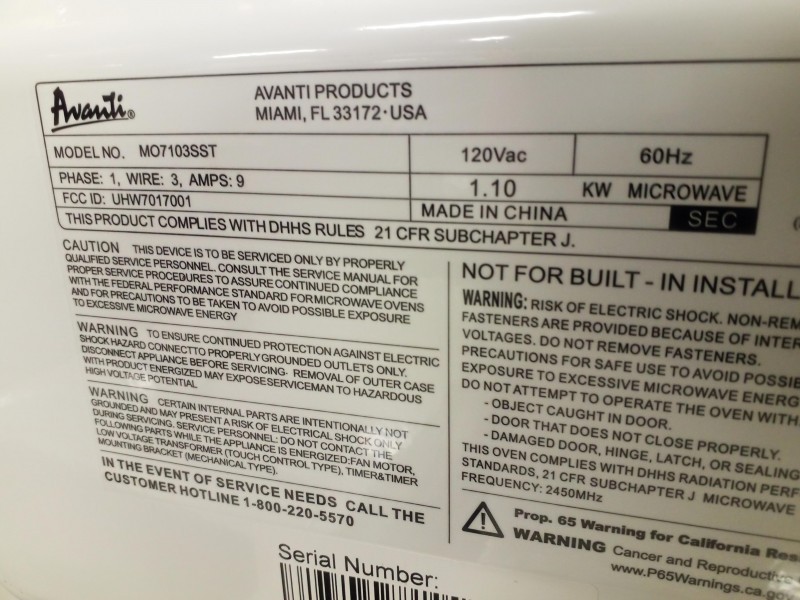 Avanti®
AVANTI PRODUCTS
MIAMI, FL 33172 · USA
MODEL NO. MO7103SST
120Vac
60Hz
PHASE: 1, WIRE: 3, AMPS: 9
1.10 KW MICROWAVE
FCC ID: UHW7017001
MADE IN CHINA
SEC
THIS PRODUCT COMPLIES WITH DHHS RULES 21 CFR SUBCHAPTER J.
CAUTION THIS DEVICE IS TO BE SERVICED ONLY BY PROPERLY
QUALIFIED SERVICE PERSONNEL. CONSULT THE SERVICE MANUAL FOR
PROPER SERVICE PROCEDURES TO ASSURE CONTINUED COMPLIANCE
WITH THE FEDERAL PERFORMANCE STANDARD FOR MICROWAVE OVENS
AND FOR PRECAUTIONS TO BE TAKEN TO AVOID POSSIBLE EXPOSURE
TO EXCESSIVE MICROWAVE ENERGY
WARNING TO ENSURE CONTINUED PROTECTION AGAINST ELECTRIC
SHOCK HAZARD CONNECT TO PROPERLY GROUNDED OUTLETS ONLY.
DISCONNECT APPLIANCE BEFORE SERVICING. REMOVAL OF OUTER CASE
WITH PRODUCT ENERGIZED MAY EXPOSE SERVICEMAN TO HAZARDOUS
HIGH VOLTAGE POTENTIAL
WARNING CERTAIN INTERNAL PARTS ARE INTENTIONALLY NOT
GROUNDED AND MAY PRESENT A RISK OF ELECTRICAL SHOCK ONLY
DURING SERVICING. SERVICE PERSONNEL: DO NOT CONTACT THE
FOLLOWING PARTS WHILE THE APPLIANCE IS ENERGIZED: FAN MOTOR,
LOW VOLTAGE TRANSFORMER (TOUCH CONTROL TYPE), TIMER&TIMER
MOUNTING BRACKET (MECHANICAL TYPE).
IN THE EVENT OF SERVICE NEEDS CALL THE
CUSTOMER HOTLINE 1-800-220-5570
NOT FOR BUILT - IN INSTALL
WARNING: RISK OF ELECTRIC SHOCK. NON-REM
FASTENERS ARE PROVIDED BECAUSE OF INTER
VOLTAGES. DO NOT REMOVE FASTENERS.
PRECAUTIONS FOR SAFE USE TO AVOID POSSIBL
EXPOSURE TO EXCESSIVE MICROWAVE ENERG
DO NOT ATTEMPT TO OPERATE THE OVEN WITH
- OBJECT CAUGHT IN DOOR.
- DOOR THAT DOES NOT CLOSE PROPERLY.
- DAMAGED DOOR, HINGE, LATCH, OR SEALING
THIS OVEN COMPLIES WITH DHHS RADIATION PERF
STANDARDS, 21 CFR SUBCHAPTER J MICROWAVE
FREQUENCY: 2450MHz
Prop. 65 Warning for California Res
WARNING Cancer and Reproductive
www.P65Warnings.ca.gov
Serial Number: